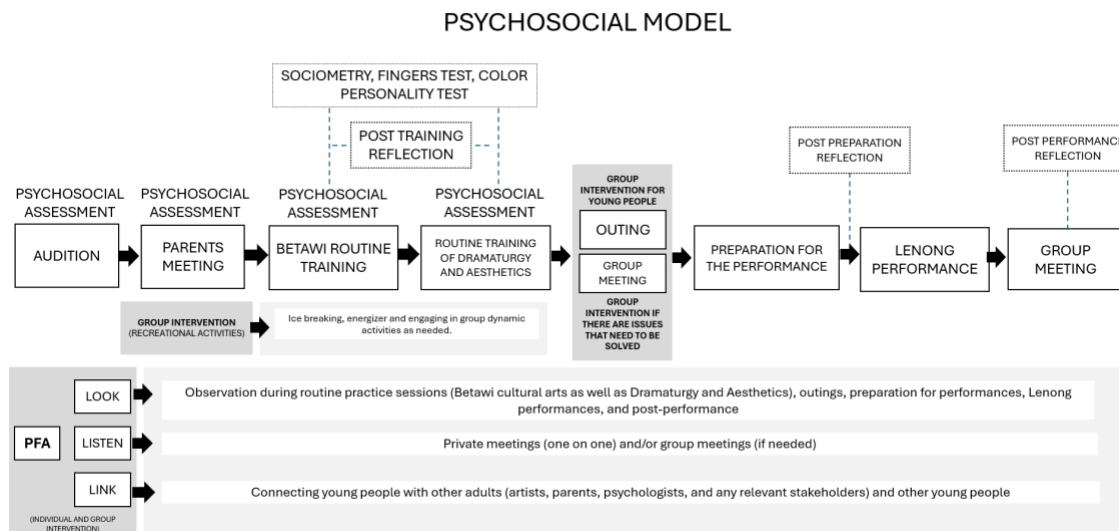 PSYCHOSOCIAL MODEL
SOCIOMETRY, FINGERS TEST, COLOR
PERSONALITY TEST
POST TRAINING
REFLECTION
POST PREPARATION
REFLECTION
POST PERFORMANCE
REFLECTION
PSYCHOSOCIAL
ASSESSMENT
AUDITION
PSYCHOSOCIAL
ASSESSMENT
PARENTS
MEETING
PSYCHOSOCIAL
ASSESSMENT
BETAWI ROUTINE
TRAINING
PSYCHOSOCIAL
ASSESSMENT
ROUTINE TRAINING
OF DRAMATURGY
AND AESTHETICS
GROUP
INTERVENTION FOR
YOUNG PEOPLE
OUTING
GROUP
MEETING
GROUP
INTERVENTION IF
THERE ARE ISSUES
THAT NEED TO BE
SOLVED
PREPARATION FOR
THE PERFORMANCE
LENONG
PERFORMANCE
GROUP
MEETING
GROUP INTERVENTION
(RECREATIONAL ACTIVITIES)
Ice breaking, energizer and engaging in group dynamic
activities as needed.
PFA
LOOK
Observation during routine practice sessions (Betawi cultural arts as well as Dramaturgy and Aesthetics), outings, preparation for performances, Lenong
performances, and post-performance
LISTEN
Private meetings (one on one) and/or group meetings (if needed)
LINK
Connecting young people with other adults (artists, parents, psychologists, and any relevant stakeholders) and other young people
(INDIVIDUAL AND GROUP
INTERVENTION)